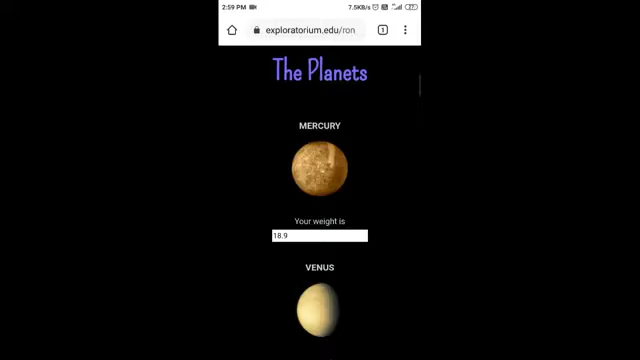 2:59 PM
7.5KB/s
exploratorium.edu/ron
1
The Planets
MERCURY
Your weight is
18.9
VENUS